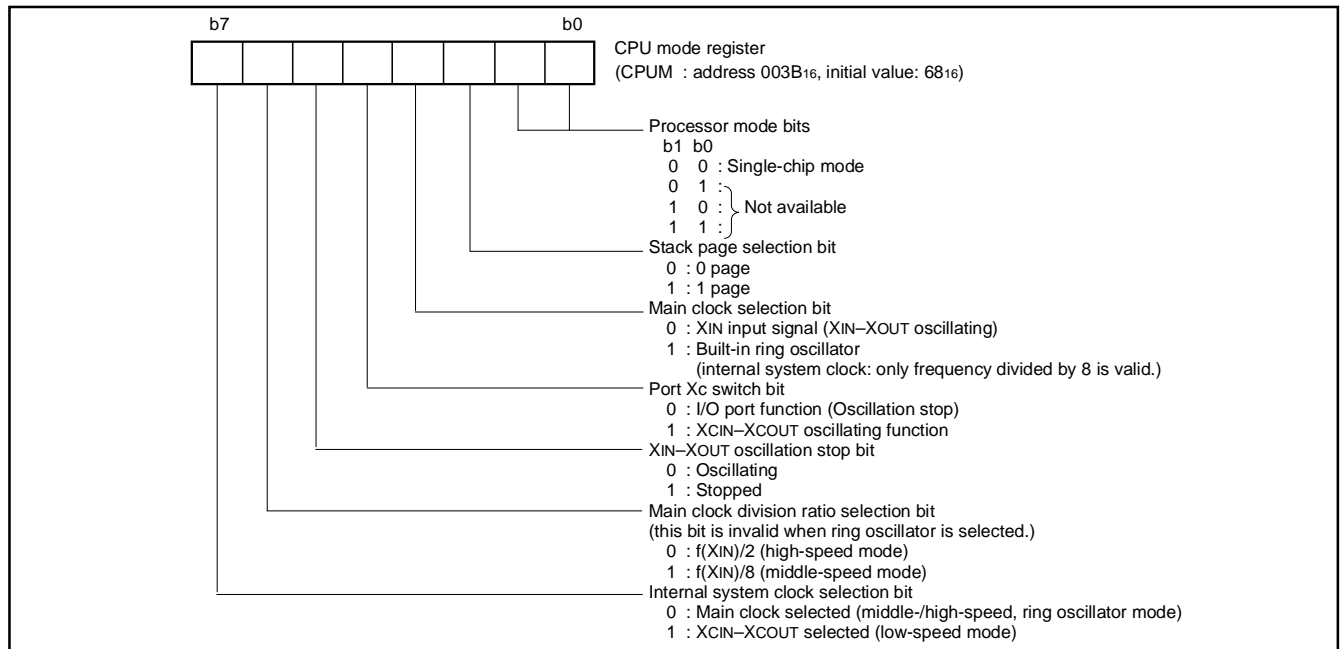 b7 b0
CPU mode register
(CPUM : address 003B16, initial value: 6816)
Processor mode bits
b1 b0
0 0 : Single-chip mode
0 1 :
1 0 : Not available
1 1 :
Stack page selection bit
0 : 0 page
1 : 1 page
Main clock selection bit
0 : XIN input signal (XIN–XOUT oscillating)
1 : Built-in ring oscillator
(internal system clock: only frequency divided by 8 is valid.)
Port Xc switch bit
0 : I/O port function (Oscillation stop)
1 : XCIN–XCOUT oscillating function
XIN–XOUT oscillation stop bit
0 : Oscillating
1 : Stopped
Main clock division ratio selection bit
(this bit is invalid when ring oscillator is selected.)
0 : f(XIN)/2 (high-speed mode)
1 : f(XIN)/8 (middle-speed mode)
Internal system clock selection bit
0 : Main clock selected (middle-/high-speed, ring oscillator mode)
1 : XCIN–XCOUT selected (low-speed mode)